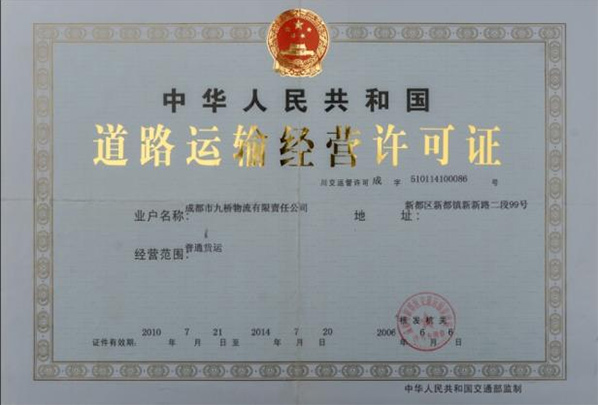 中华人民共和国
道路运输经营许可证
川交运管许可 成 字 510114100086 号
业户名称:成都市九桥物流有限责任公司 地 址:新都区新都镇新新路二段99号
经营范围:普通货运
核发机关
证件有效期: 2010 年 7 月 21 日 至 2014 年 7 月 20 日 2006 年 6 月 6 日
中华人民共和国交通部监制